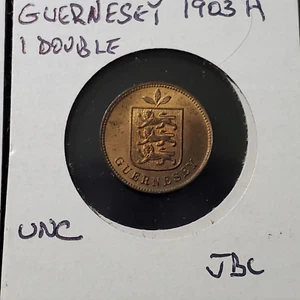 GUERNESEY 1903 H
1 DOUBLE
GUERNESEY
UNC
JBC